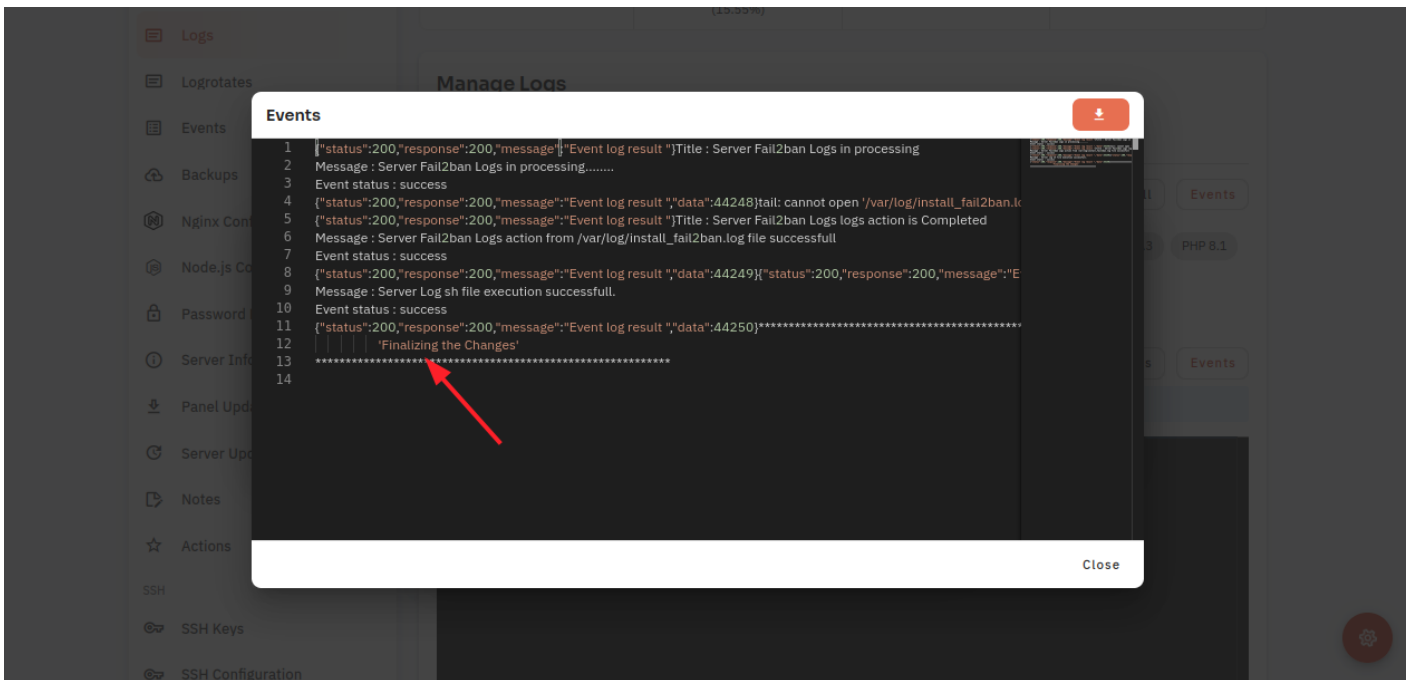 (15.55%)
Logs
Logrotates
Events
Backups
Nginx Conf
Node.js Co
Password
Server Info
Panel Upda
Server Upd
Notes
Actions
SSH
SSH Keys
SSH Configuration
Manage Logs
Events
1 {"status":200,"response":200,"message":"Event log result "}Title : Server Fail2ban Logs in processing
2 Message : Server Fail2ban Logs in processing........
3 Event status : success
4 {"status":200,"response":200,"message":"Event log result ","data":44248}tail: cannot open '/var/log/install_fail2ban.lo
5 {"status":200,"response":200,"message":"Event log result "}Title : Server Fail2ban Logs logs action is Completed
6 Message : Server Fail2ban Logs action from /var/log/install_fail2ban.log file successfull
7 Event status : success
8 {"status":200,"response":200,"message":"Event log result ","data":44249}{"status":200,"response":200,"message":"E
9 Message : Server Log sh file execution successfull.
10 Event status : success
11 {"status":200,"response":200,"message":"Event log result ","data":44250}********************************************
12 'Finalizing the Changes'
13 ***********************************************************
14
Close
Events
PHP 8.1
Events